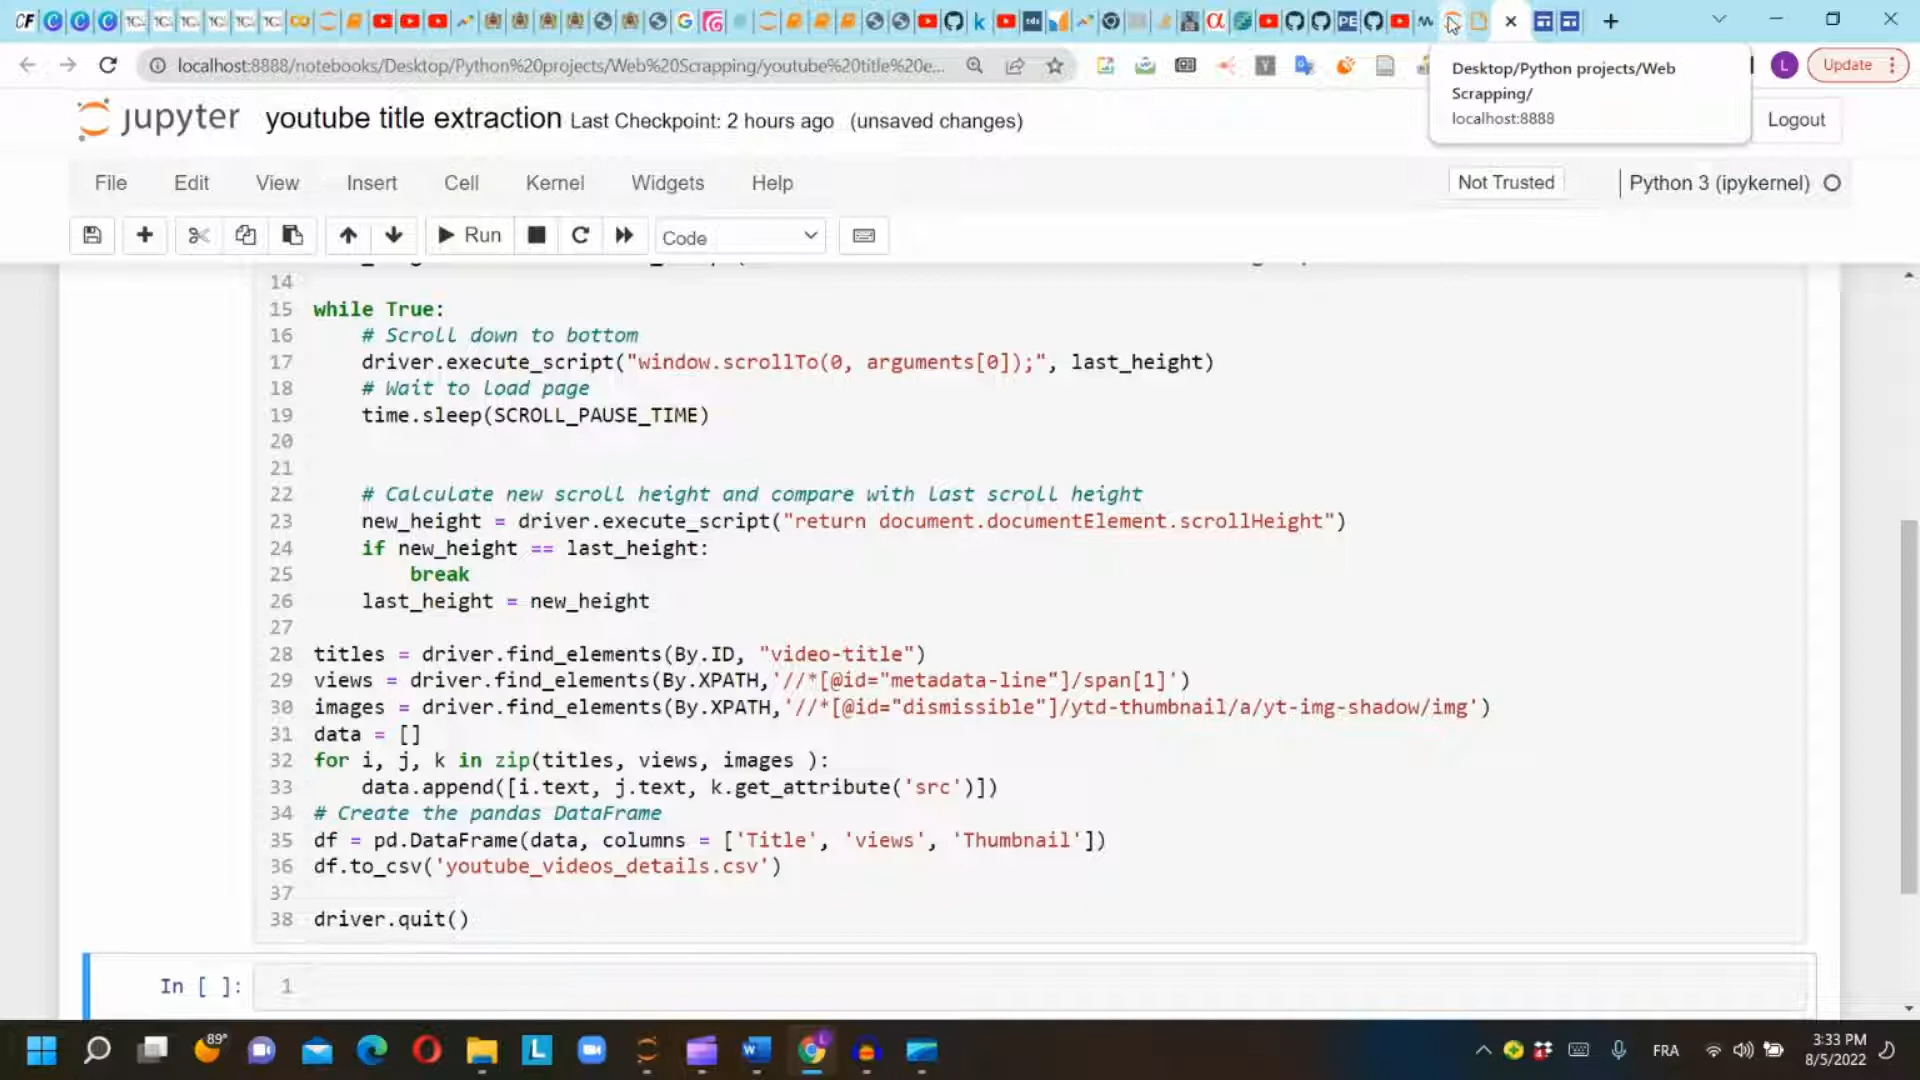 localhost:8888/notebooks/Desktop/Python%20projects/Web%20Scrapping/youtube%20title%20e...
Update
Desktop/Python projects/Web
Scrapping/
localhost:8888
jupyter youtube title extraction Last Checkpoint: 2 hours ago (unsaved changes)
Logout
File Edit View Insert Cell Kernel Widgets Help
Not Trusted
Python 3 (ipykernel)
Run
Code
14
15 while True:
16 # Scroll down to bottom
17 driver.execute_script("window.scrollTo(0, arguments[0]);", last_height)
18 # Wait to load page
19 time.sleep(SCROLL_PAUSE_TIME)
20
21
22 # Calculate new scroll height and compare with last scroll height
23 new_height = driver.execute_script("return document.documentElement.scrollHeight")
24 if new_height == last_height:
25 break
26 last_height = new_height
27
28 titles = driver.find_elements(By.ID, "video-title")
29 views = driver.find_elements(By.XPATH,'//*[@id="metadata-line"]/span[1]')
30 images = driver.find_elements(By.XPATH,'//*[@id="dismissible"]/ytd-thumbnail/a/yt-img-shadow/img')
31 data = []
32 for i, j, k in zip(titles, views, images ):
33 data.append([i.text, j.text, k.get_attribute('src')])
34 # Create the pandas DataFrame
35 df = pd.DataFrame(data, columns = ['Title', 'views', 'Thumbnail'])
36 df.to_csv('youtube_videos_details.csv')
37
38 driver.quit()
In [ ]: 1
89°
FRA
3:33 PM
8/5/2022